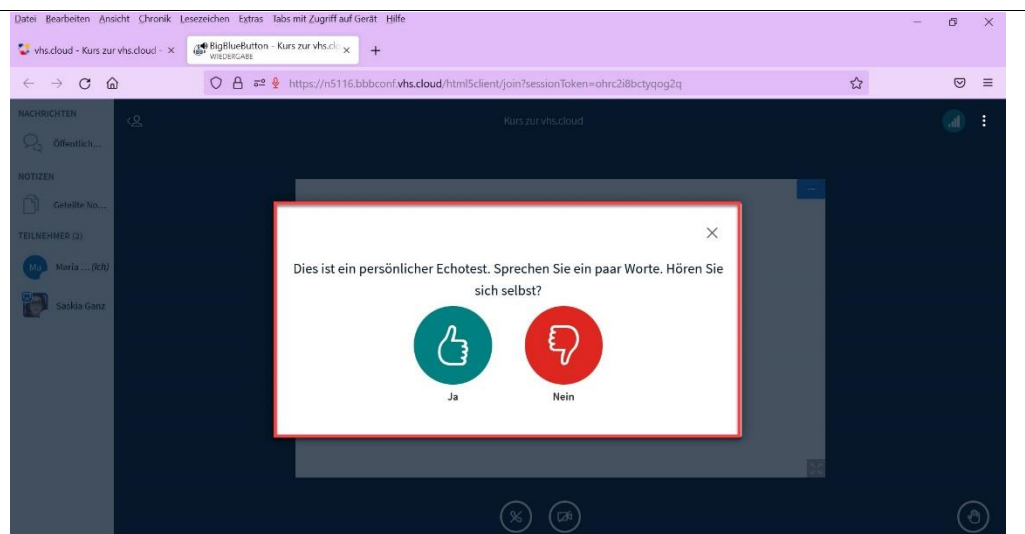 Datei Bearbeiten Ansicht Chronik Lesezeichen Extras Tabs mit Zugriff auf Gerät Hilfe
vhs.cloud - Kurs zur vhs.cloud -
BigBlueButton - Kurs zur vhs.clo
WIEDERGABE
https://n5116.bbbconf.vhs.cloud/html5client/join?sessionToken=ohrc2i8bctyqog2q
NACHRICHTEN
Kurs zur vhs.cloud
Öffentlich...
NOTIZEN
Geteilte No...
TEILNEHMER (2)
Mu Maria ... (Ich)
Saskia Ganz
Dies ist ein persönlicher Echotest. Sprechen Sie ein paar Worte. Hören Sie
sich selbst?
Ja Nein